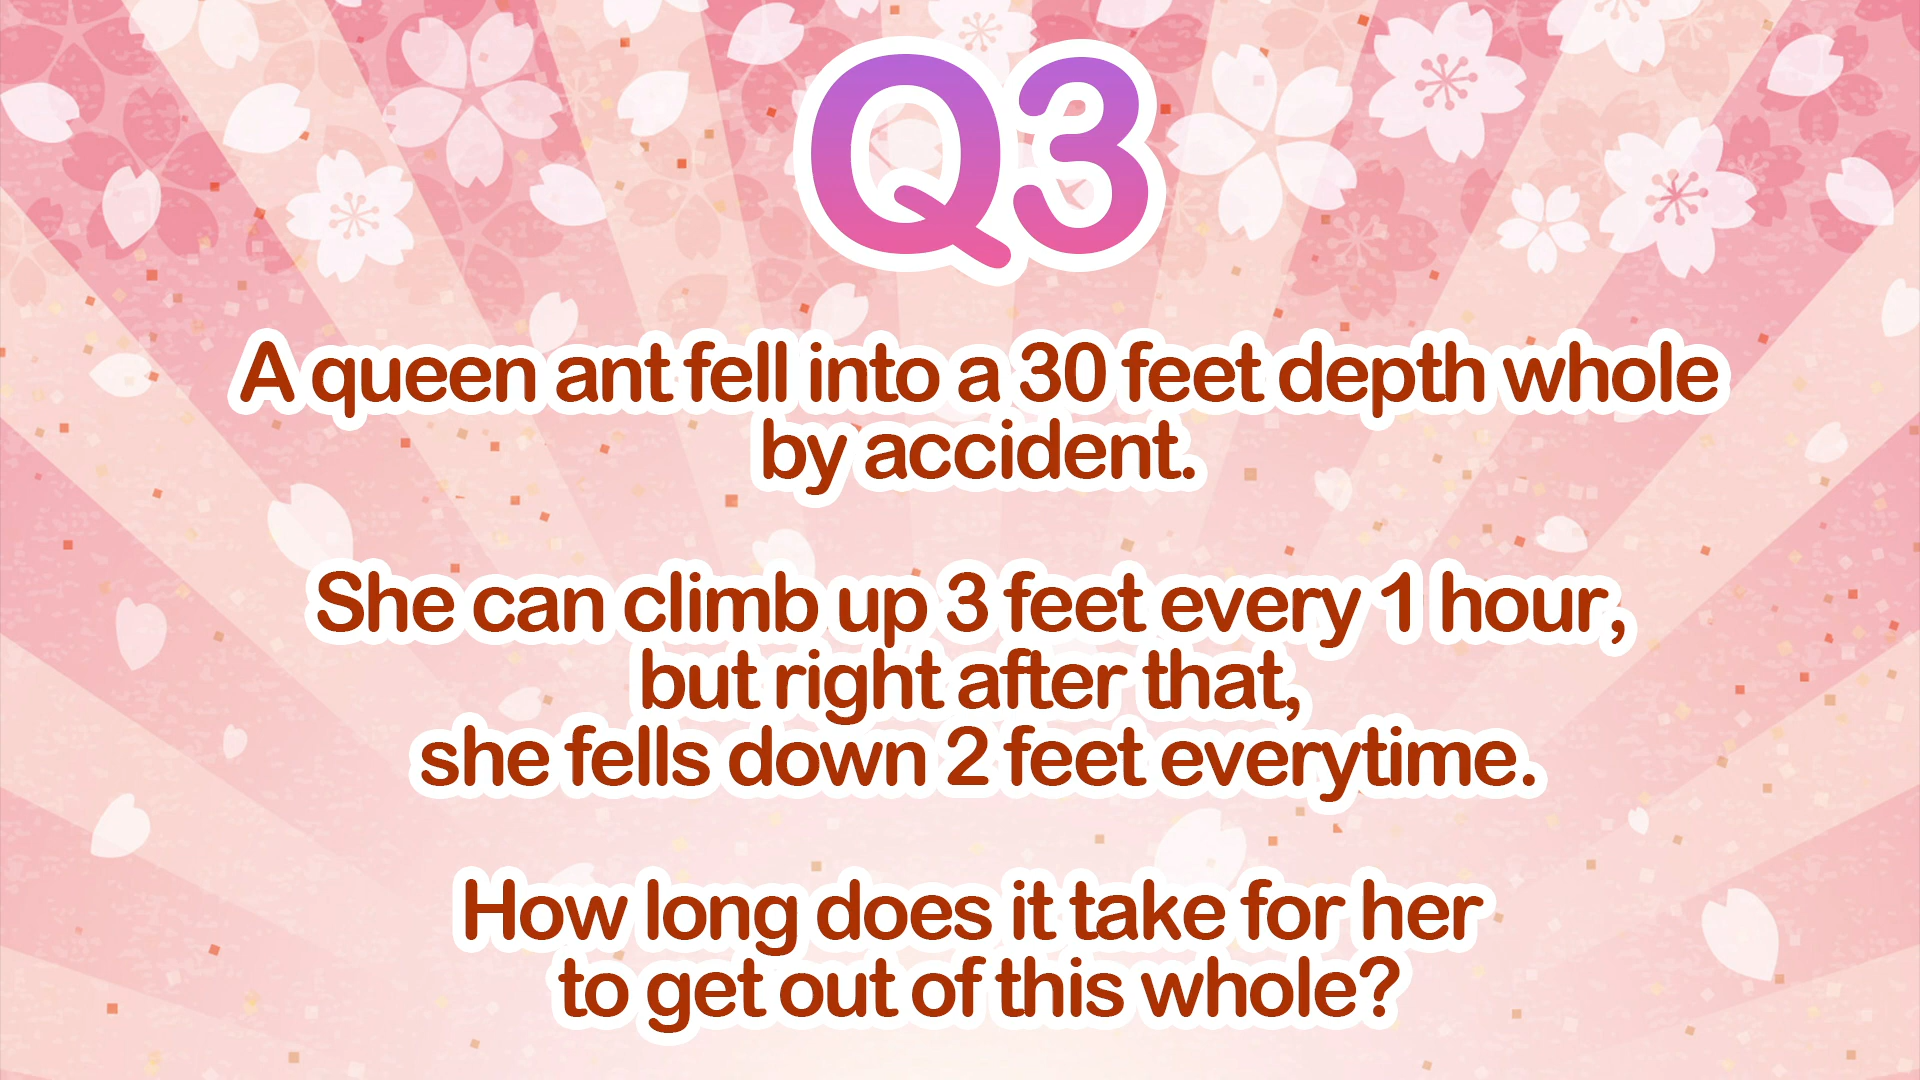 Q3
A queen ant fell into a 30 feet depth whole
by accident.
She can climb up 3 feet every 1 hour,
but right after that,
she fells down 2 feet everytime.
How long does it take for her
to get out of this whole?